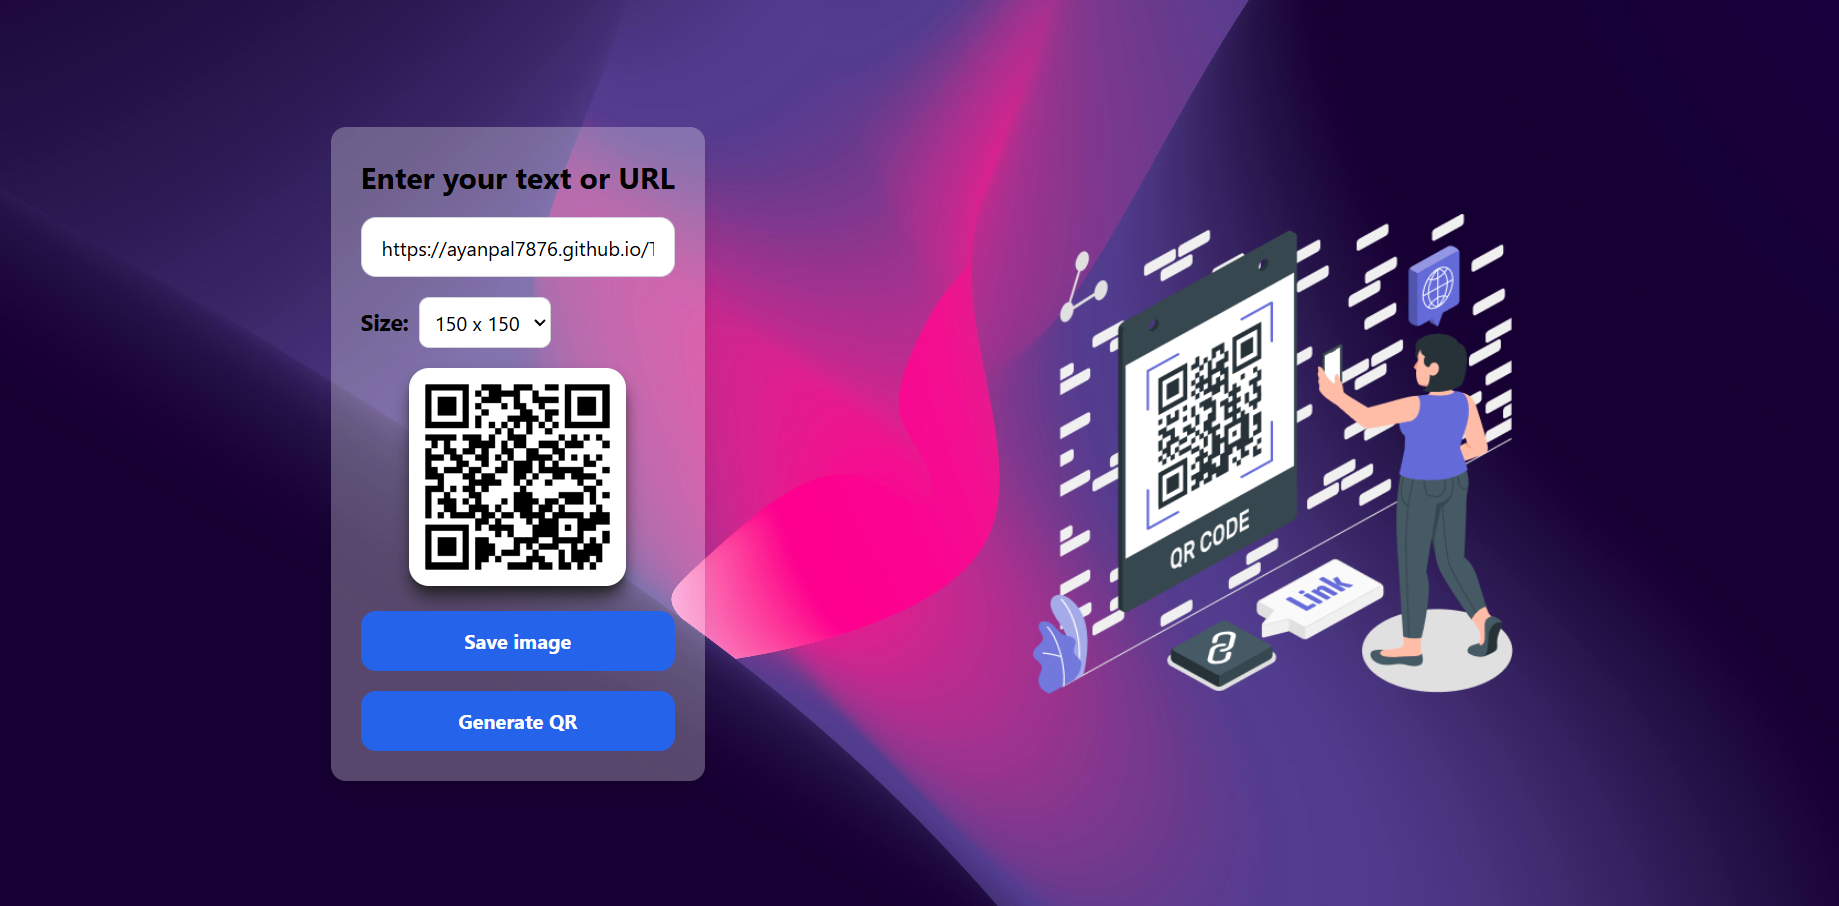 Enter your text or URL
https://ayanpal7876.github.io/
Size: 150 x 150
Save image
Generate QR
QR CODE
Link